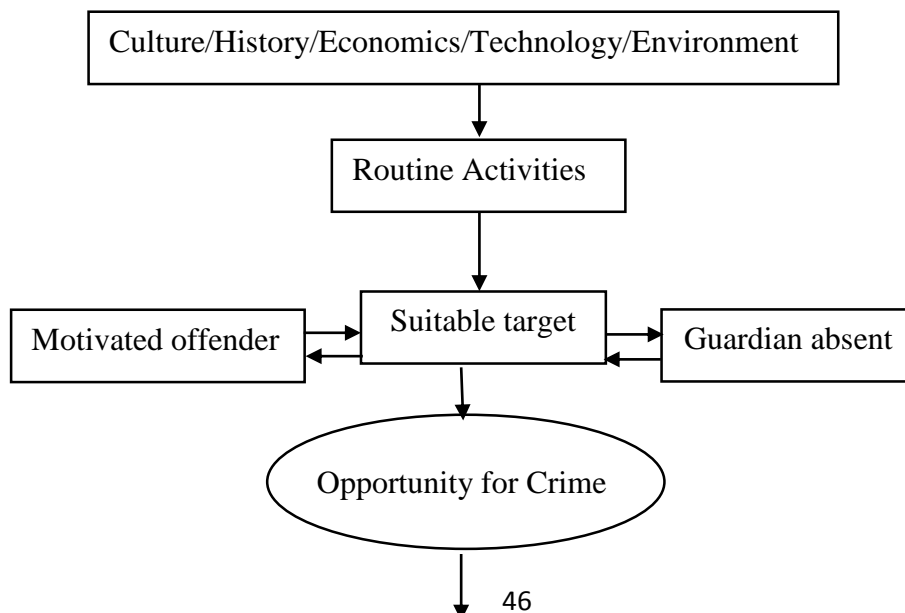 Culture/History/Economics/Technology/Environment
Routine Activities
Suitable target
Motivated offender
Guardian absent
Opportunity for Crime
46